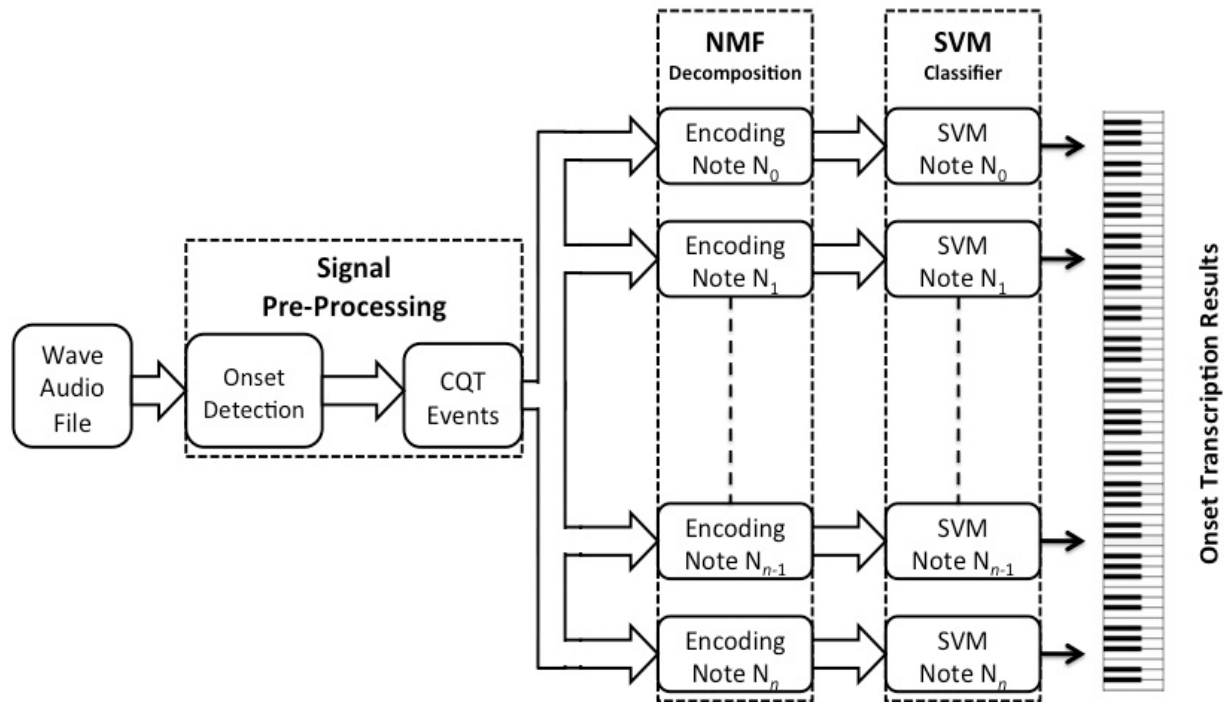 NMF
Decomposition
SVM
Classifier
Encoding
Note N₀
SVM
Note N₀
Encoding
Note N₁
SVM
Note N₁
Signal
Pre-Processing
Wave
Audio
File
Onset
Detection
CQT
Events
Encoding
Note Nₙ₋₁
SVM
Note Nₙ₋₁
Encoding
Note Nₙ
SVM
Note Nₙ
Onset Transcription Results